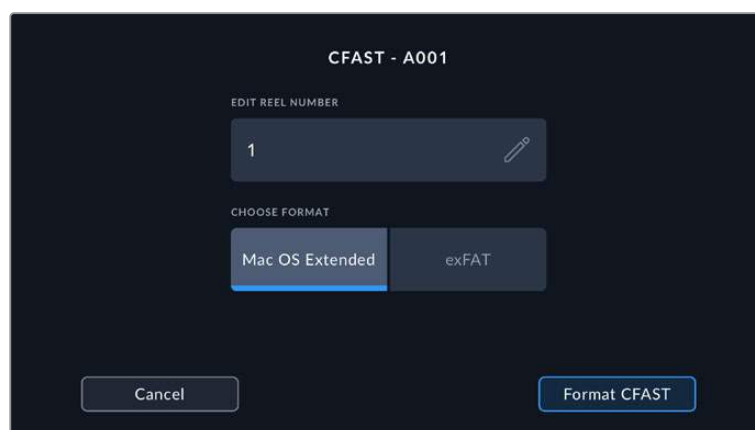 CFAST - A001
EDIT REEL NUMBER
1
CHOOSE FORMAT
Mac OS Extended exFAT
Cancel Format CFAST